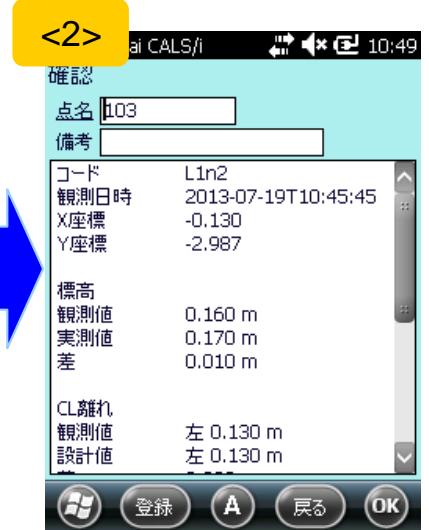 <2>
ai CALS/i 10:49
確認
点名 103
備考
コード L1n2
観測日時 2013-07-19T10:45:45
X座標 -0.130
Y座標 -2.987
標高
観測値 0.160 m
実測値 0.170 m
差 0.010 m
CL離れ
観測値 左 0.130 m
設計値 左 0.130 m
登録 A 戻る OK